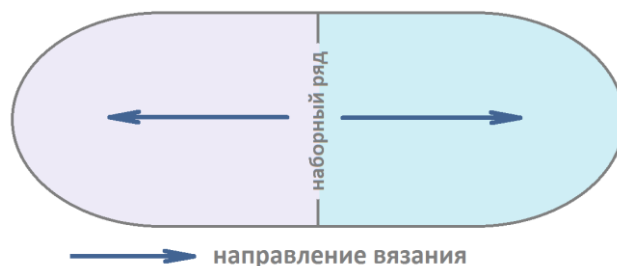 наборный ряд
направление вязания